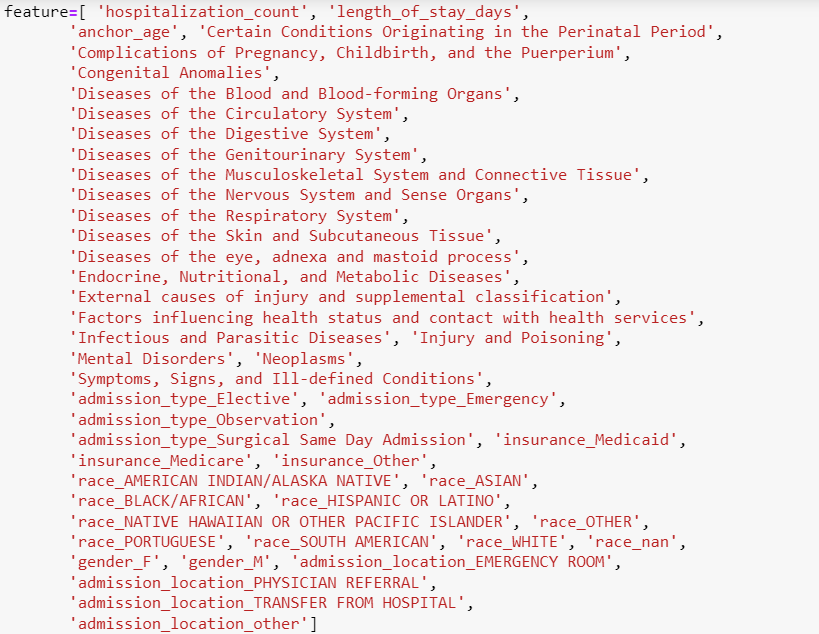 feature=[ 'hospitalization_count', 'length_of_stay_days',
'anchor_age', 'Certain Conditions Originating in the Perinatal Period',
'Complications of Pregnancy, Childbirth, and the Puerperium',
'Congenital Anomalies',
'Diseases of the Blood and Blood-forming Organs',
'Diseases of the Circulatory System',
'Diseases of the Digestive System',
'Diseases of the Genitourinary System',
'Diseases of the Musculoskeletal System and Connective Tissue',
'Diseases of the Nervous System and Sense Organs',
'Diseases of the Respiratory System',
'Diseases of the Skin and Subcutaneous Tissue',
'Diseases of the eye, adnexa and mastoid process',
'Endocrine, Nutritional, and Metabolic Diseases',
'External causes of injury and supplemental classification',
'Factors influencing health status and contact with health services',
'Infectious and Parasitic Diseases', 'Injury and Poisoning',
'Mental Disorders', 'Neoplasms',
'Symptoms, Signs, and Ill-defined Conditions',
'admission_type_Elective', 'admission_type_Emergency',
'admission_type_Observation',
'admission_type_Surgical Same Day Admission', 'insurance_Medicaid',
'insurance_Medicare', 'insurance_Other',
'race_AMERICAN INDIAN/ALASKA NATIVE', 'race_ASIAN',
'race_BLACK/AFRICAN', 'race_HISPANIC OR LATINO',
'race_NATIVE HAWAIIAN OR OTHER PACIFIC ISLANDER', 'race_OTHER',
'race_PORTUGUESE', 'race_SOUTH AMERICAN', 'race_WHITE', 'race_nan',
'gender_F', 'gender_M', 'admission_location_EMERGENCY ROOM',
'admission_location_PHYSICIAN REFERRAL',
'admission_location_TRANSFER FROM HOSPITAL',
'admission_location_other']